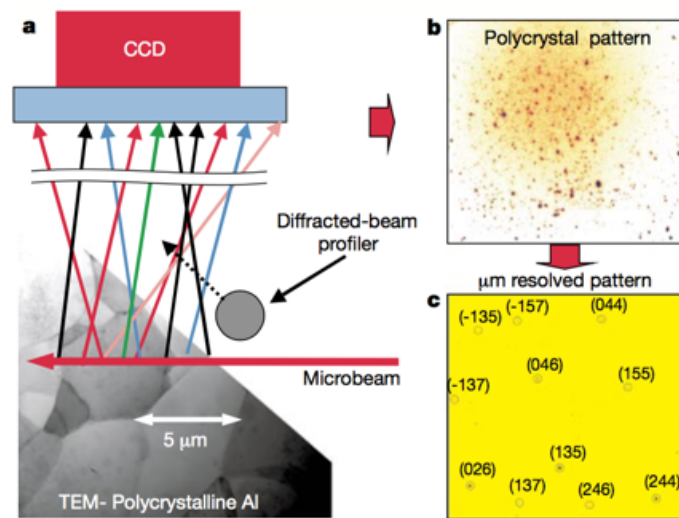 a
CCD
Diffracted-beam
profiler
Microbeam
5 μm
TEM- Polycrystalline Al
b
Polycrystal pattern
μm resolved pattern
c
(-135)
(-157)
(044)
(046)
(155)
(-137)
(135)
(026)
(137)
(246)
(244)